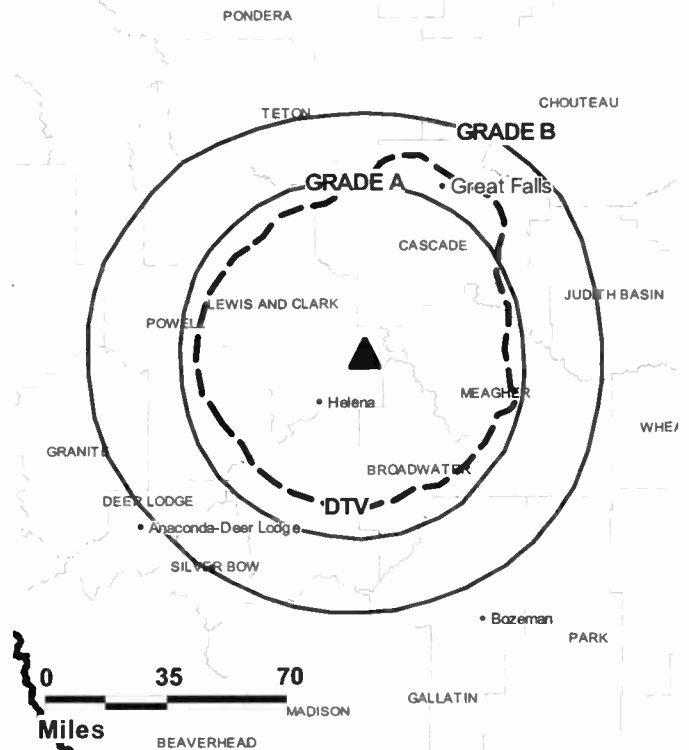 PONDERA
CHOUTEAU
TETON
GRADE B
GRADE A
Great Falls
CASCADE
JUDITH BASIN
LEWIS AND CLARK
POWELL
MEAGHER
Helena
GRANITE
BROADWATER
DEER LODGE
DTV
Anaconda-Deer Lodge
SILVER BOW
Bozeman
PARK
0 35 70
GALLATIN
MADISON
Miles
BEAVERHEAD